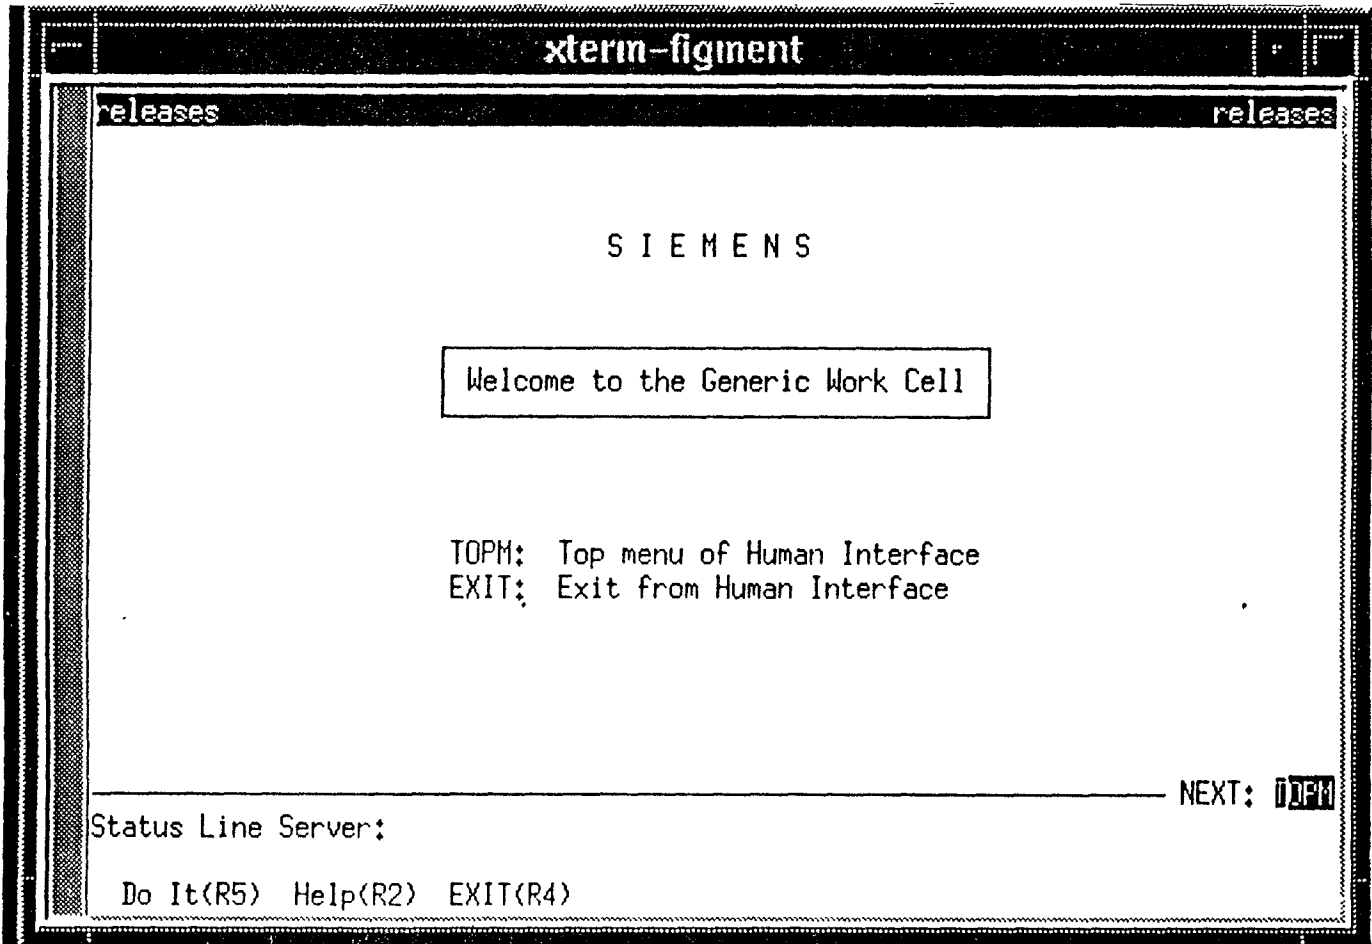 xterm-figment
releases releases
S I E M E N S
Welcome to the Generic Work Cell
TOPM: Top menu of Human Interface
EXIT: Exit from Human Interface
NEXT: TOPM
Status Line Server:
Do It(R5) Help(R2) EXIT(R4)